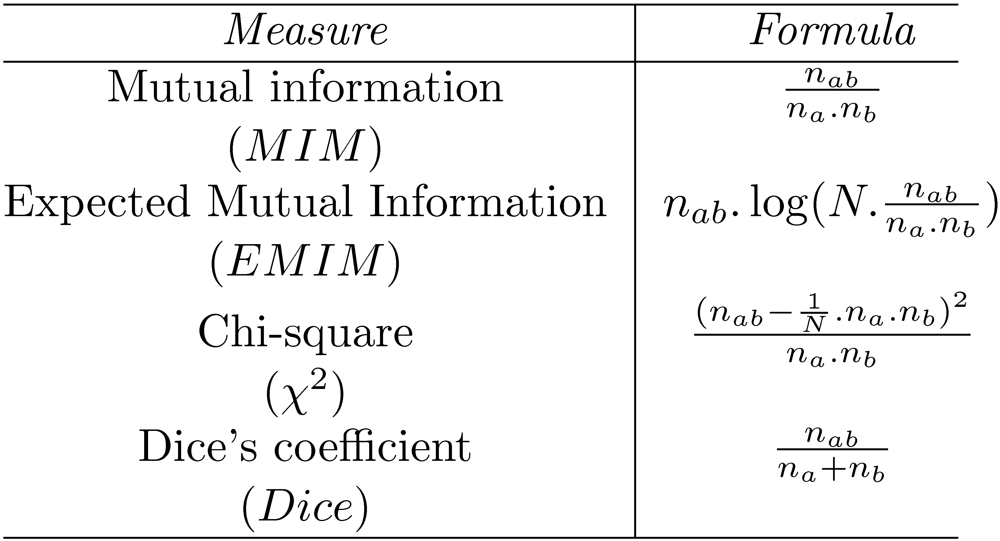 Measure Formula
Mutual information $\frac{n_{ab}}{n_a.n_b}$
(MIM)
Expected Mutual Information $n_{ab}.\log(N.\frac{n_{ab}}{n_a.n_b})$
(EMIM)
Chi-square $\frac{(n_{ab}-\frac{1}{N}.n_a.n_b)^2}{n_a.n_b}$
($\chi^2$)
Dice’s coefficient $\frac{n_{ab}}{n_a+n_b}$
(Dice)